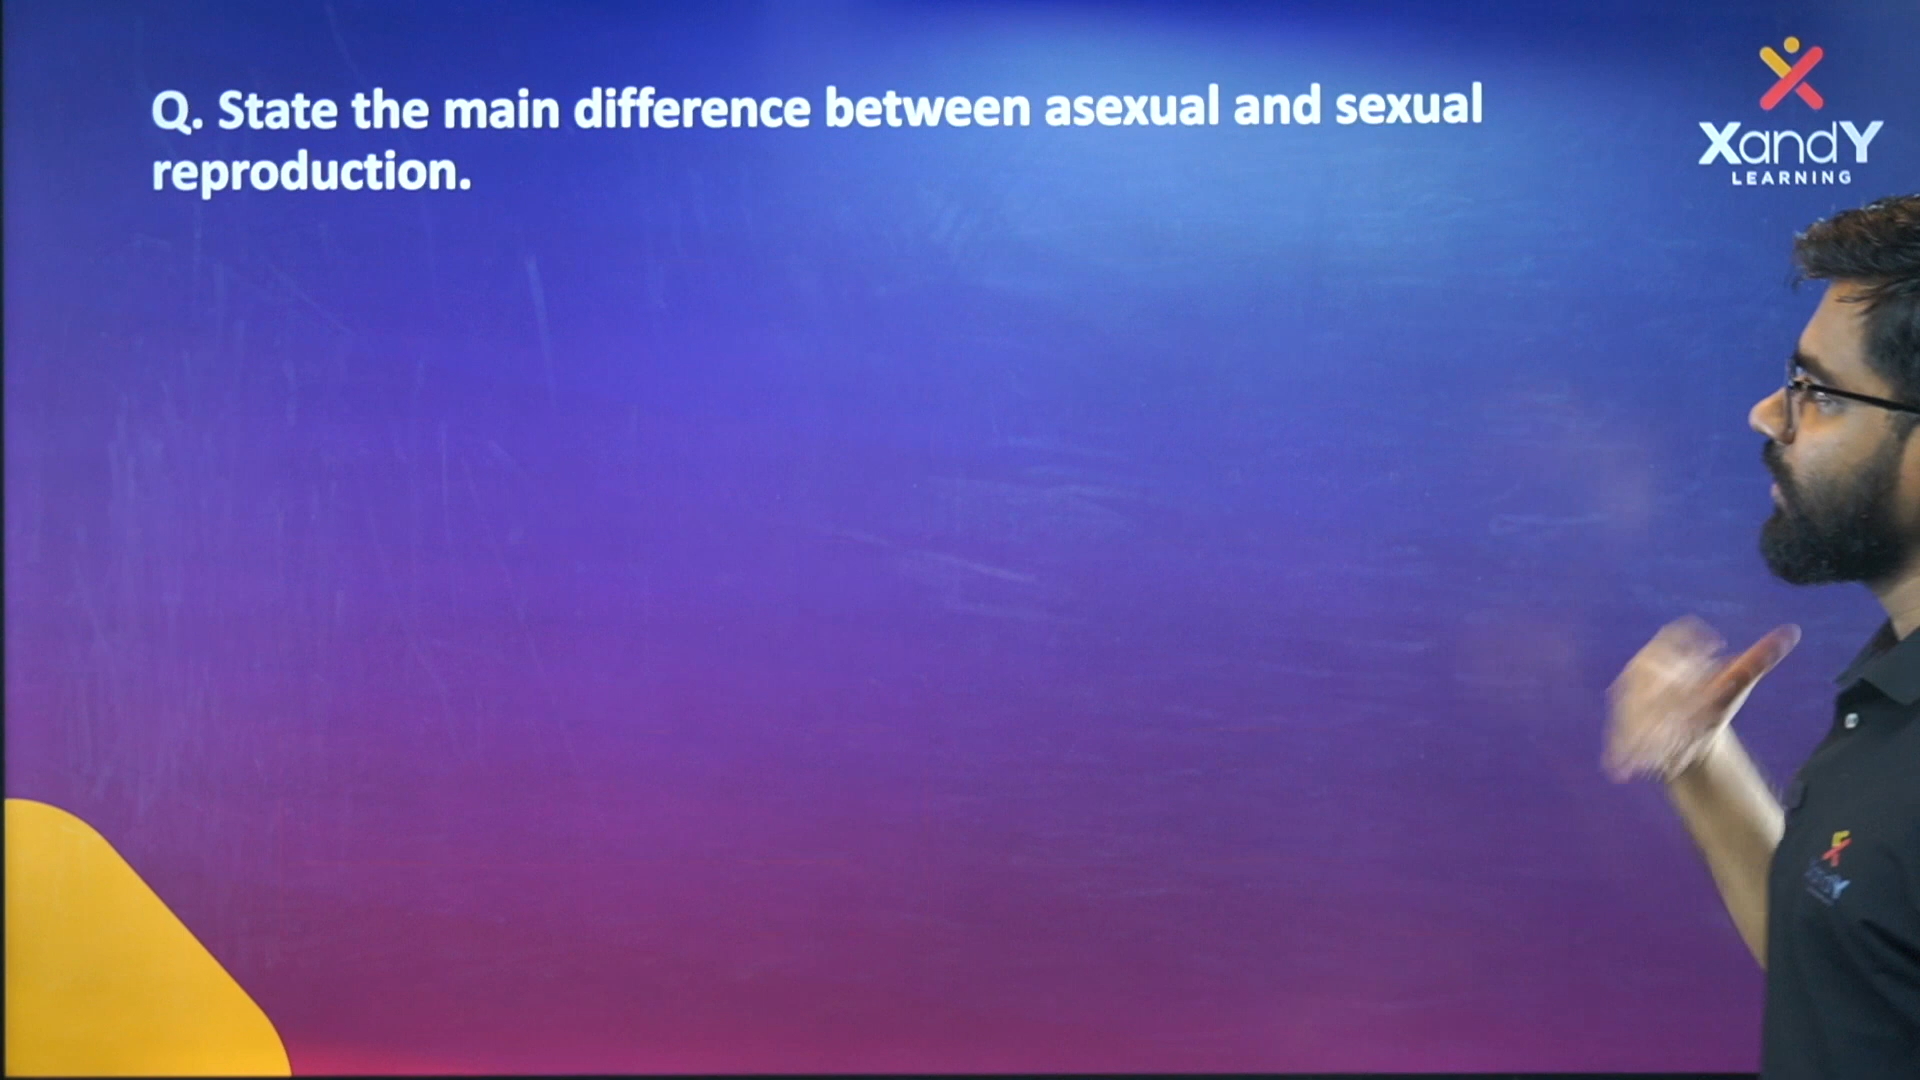 Q. State the main difference between asexual and sexual
reproduction.
XandY
LEARNING